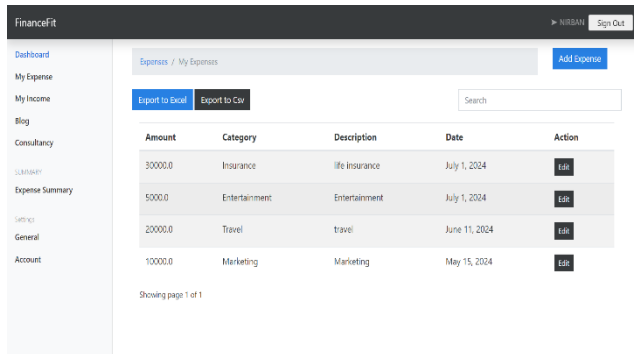 FinanceFit
➤ NIRBAN Sign Out
Dashboard
My Expense
My Income
Blog
Consultancy
SUMMARY
Expense Summary
Settings
General
Account
Expenses / My Expenses
Add Expense
Export to Excel Export to Csv
Search
Amount Category Description Date Action
30000.0 Insurance life insurance July 1, 2024 Edit
5000.0 Entertainment Entertainment July 1, 2024 Edit
20000.0 Travel travel June 11, 2024 Edit
10000.0 Marketing Marketing May 15, 2024 Edit
Showing page 1 of 1